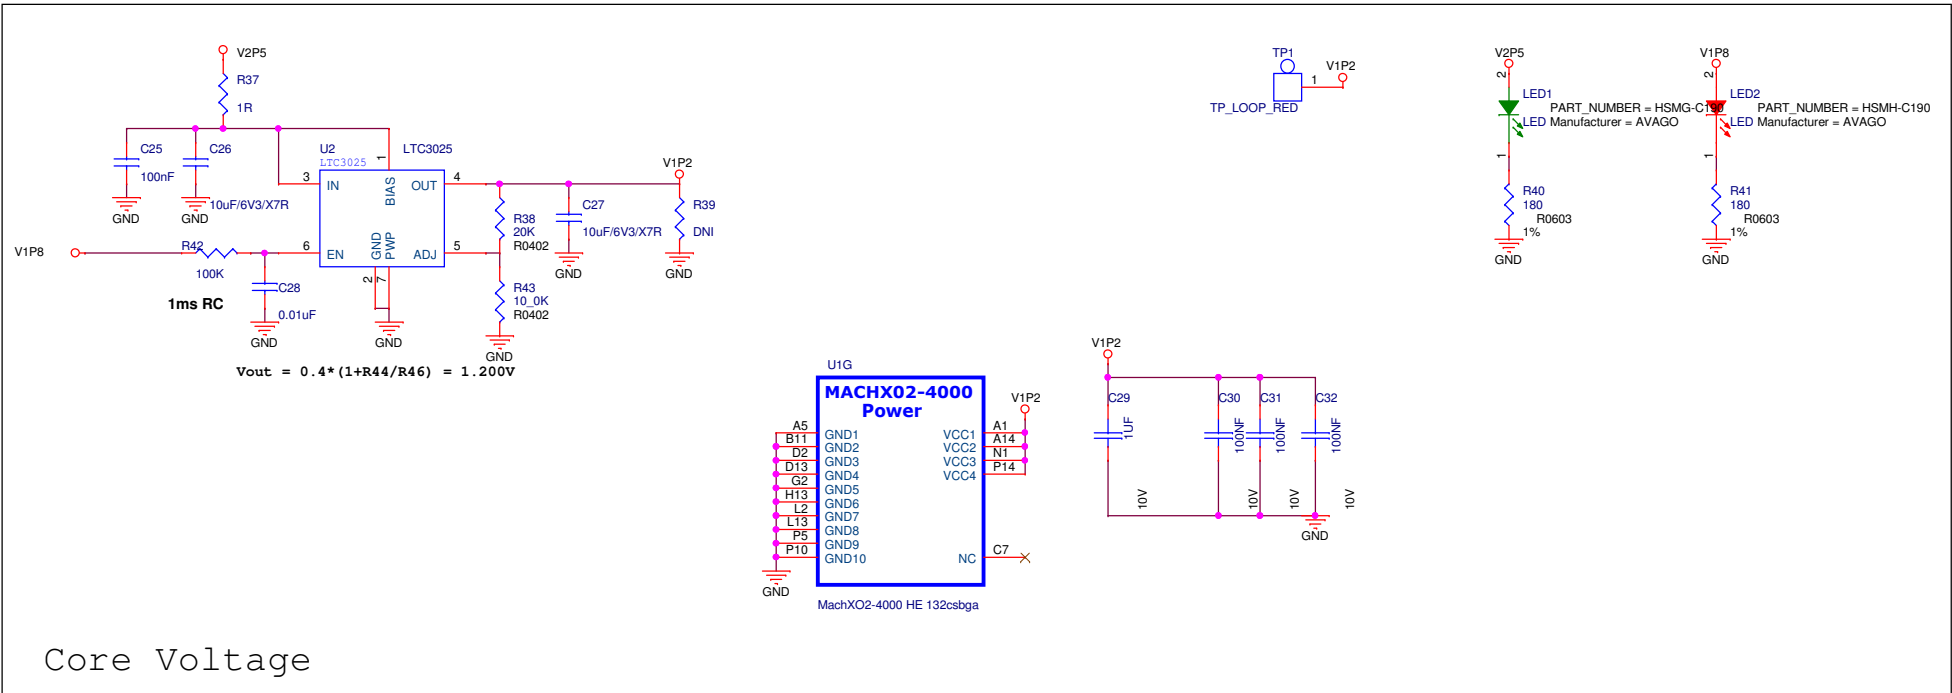 V2P5
R37
1R
C25
100nF
C26
10uF/6V3/X7R
U2
LTC3025
LTC3025
1
3
IN
BIAS
OUT
4
V1P2
R38
20K
R0402
C27
10uF/6V3/X7R
R39
DNI
GND
GND
GND
GND
V1P8
R42
100K
6
EN
GND
PWP
ADJ
5
2
7
1ms RC
C28
0.01uF
GND
GND
R43
10_0K
R0402
GND
Vout = 0.4*(1+R44/R46) = 1.200V
TP1
1
V1P2
TP_LOOP_RED
V2P5
2
LED1
PART_NUMBER = HSMG-C190
LED Manufacturer = AVAGO
1
R40
180
R0603
1%
GND
V1P8
2
LED2
PART_NUMBER = HSMH-C190
LED Manufacturer = AVAGO
1
R41
180
R0603
1%
GND
U1G
MACHX02-4000
Power
A5 GND1
B11 GND2
D2 GND3
D13 GND4
G2 GND5
H13 GND6
L2 GND7
L13 GND8
P5 GND9
P10 GND10
GND
V1P2
VCC1 A1
VCC2 A14
VCC3 N1
VCC4 P14
NC C7
MachXO2-4000 HE 132csbga
V1P2
C29
1UF
10V
C30
100NF
10V
C31
100NF
10V
C32
100NF
10V
GND
Core Voltage